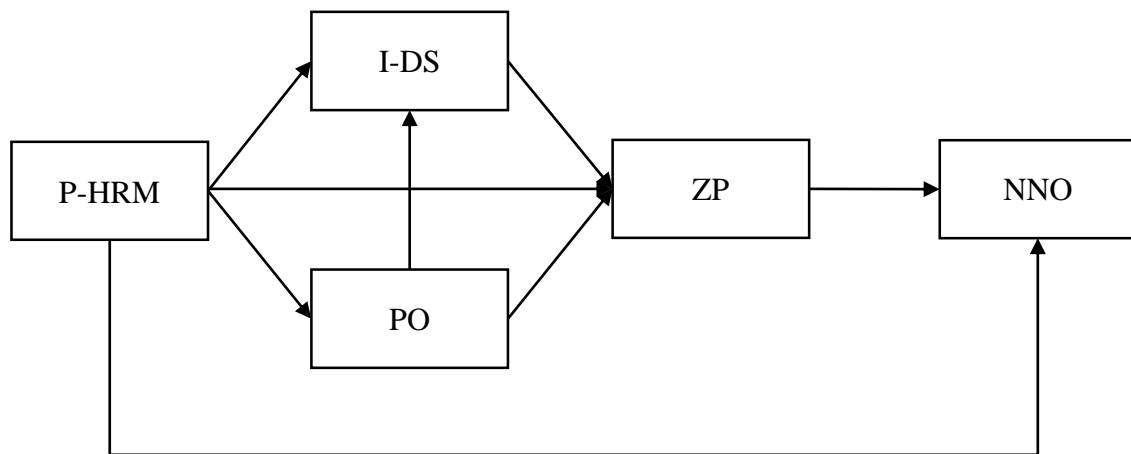 I-DS
P-HRM
ZP
NNO
PO